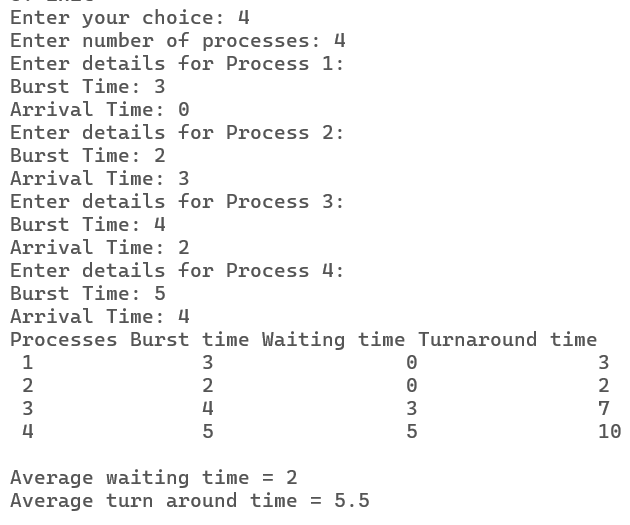 Enter your choice: 4
Enter number of processes: 4
Enter details for Process 1:
Burst Time: 3
Arrival Time: 0
Enter details for Process 2:
Burst Time: 2
Arrival Time: 3
Enter details for Process 3:
Burst Time: 4
Arrival Time: 2
Enter details for Process 4:
Burst Time: 5
Arrival Time: 4
Processes Burst time Waiting time Turnaround time
1 3 0 3
2 2 0 2
3 4 3 7
4 5 5 10
Average waiting time = 2
Average turn around time = 5.5